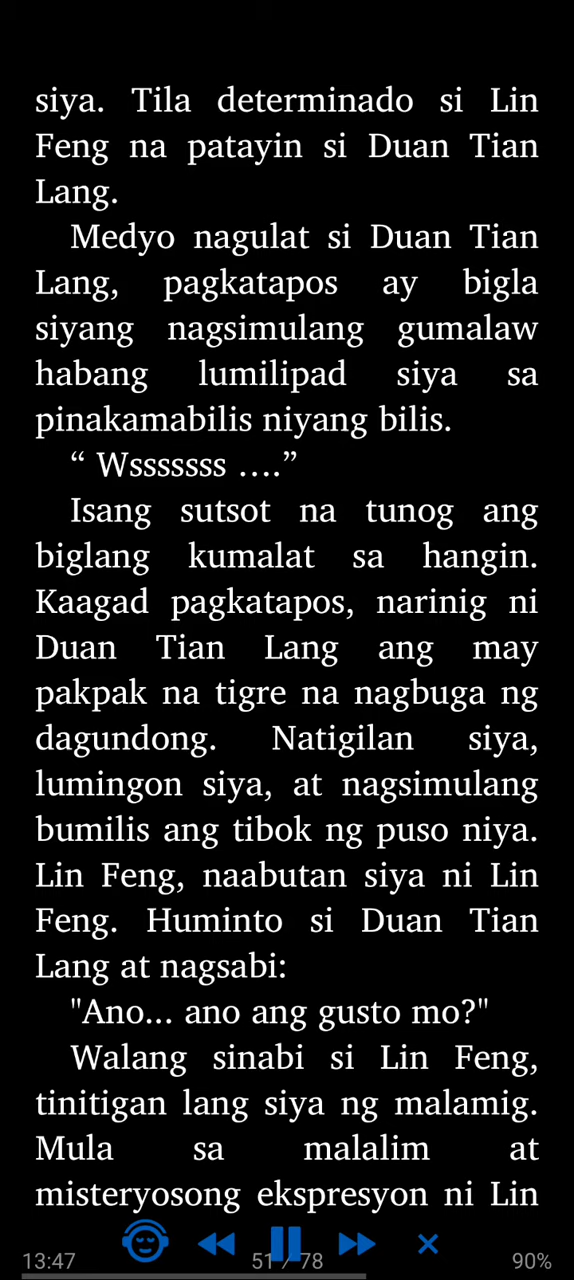 siya. Tila determinado si Lin
Feng na patayin si Duan Tian
Lang.
Medyo nagulat si Duan Tian
Lang, pagkatapos ay bigla
siyang nagsimulang gumalaw
habang lumilipad siya sa
pinakamabilis niyang bilis.
“ Wsssssss ….”
Isang sutsot na tunog ang
biglang kumalat sa hangin.
Kaagad pagkatapos, narinig ni
Duan Tian Lang ang may
pakpak na tigre na nagbuga ng
dagundong. Natigilan siya,
lumingon siya, at nagsimulang
bumilis ang tibok ng puso niya.
Lin Feng, naabutan siya ni Lin
Feng. Huminto si Duan Tian
Lang at nagsabi:
"Ano... ano ang gusto mo?"
Walang sinabi si Lin Feng,
tinitigan lang siya ng malamig.
Mula sa malalim at
misteryosong ekspresyon ni Lin
13:47 51 / 78 90%